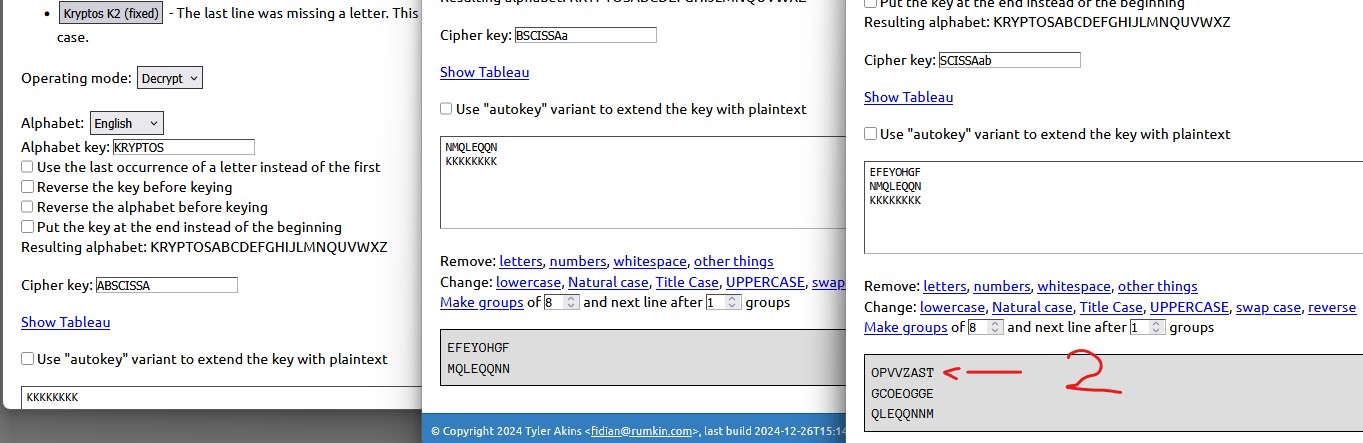 Kryptos K2 (fixed) - The last line was missing a letter. This
case.
Operating mode: Decrypt
Alphabet: English
Alphabet key: KRYPTOS
Use the last occurrence of a letter instead of the first
Reverse the key before keying
Reverse the alphabet before keying
Put the key at the end instead of the beginning
Resulting alphabet: KRYPTOSABCDEFGHIJLMNQUVWXZ
Cipher key: ABSCISSA
Show Tableau
Use "autokey" variant to extend the key with plaintext
KKKKKKKK
Resulting alphabet: KRYPTOSABCDEFGHIJLMNQUVWXZ
Cipher key: BSCISSAa
Show Tableau
Use "autokey" variant to extend the key with plaintext
NMQLEQQN
KKKKKKKK
Remove: letters, numbers, whitespace, other things
Change: lowercase, Natural case, Title Case, UPPERCASE, swap
Make groups of 8 and next line after 1 groups
EFEYOHGF
MQLEQQNN
© Copyright 2024 Tyler Akins <fidian@rumkin.com>, last build 2024-12-26T15:14
Put the key at the end instead of the beginning
Resulting alphabet: KRYPTOSABCDEFGHIJLMNQUVWXZ
Cipher key: SCISSAab
Show Tableau
Use "autokey" variant to extend the key with plaintext
EFEYOHGF
NMQLEQQN
KKKKKKKK
Remove: letters, numbers, whitespace, other things
Change: lowercase, Natural case, Title Case, UPPERCASE, swap case, reverse
Make groups of 8 and next line after 1 groups
OPVVZAST 2
GCOEOGGE
QLEQQNNM